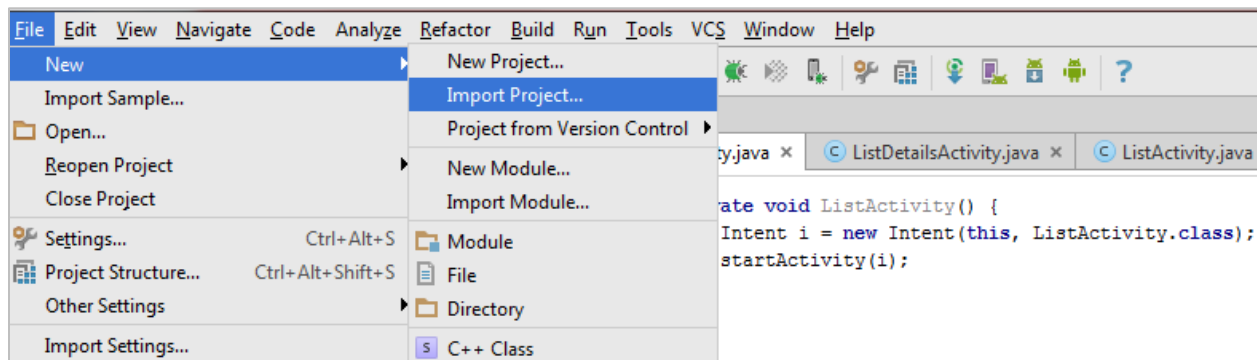 File Edit View Navigate Code Analyze Refactor Build Run Tools VCS Window Help
New
Import Sample...
Open...
Reopen Project
Close Project
Settings... Ctrl+Alt+S
Project Structure... Ctrl+Alt+Shift+S
Other Settings
Import Settings...
New Project...
Import Project...
Project from Version Control
New Module...
Import Module...
Module
File
Directory
S C++ Class
?
ty.java × C ListDetailsActivity.java × C ListActivity.java
rate void ListActivity() {
Intent i = new Intent(this, ListActivity.class);
startActivity(i);